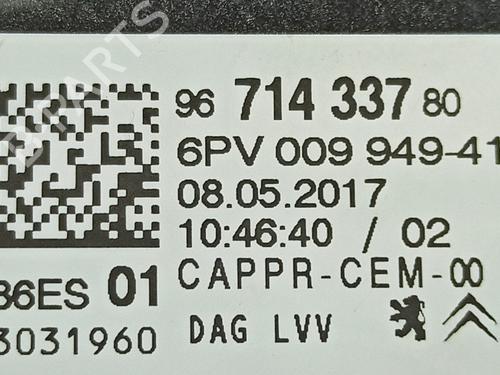 96 714 337 80
6PV 009 949-41
08.05.2017
10:46:40 / 02
CAPPR-CEM-00
86ES 01
3031960 DAG LVV